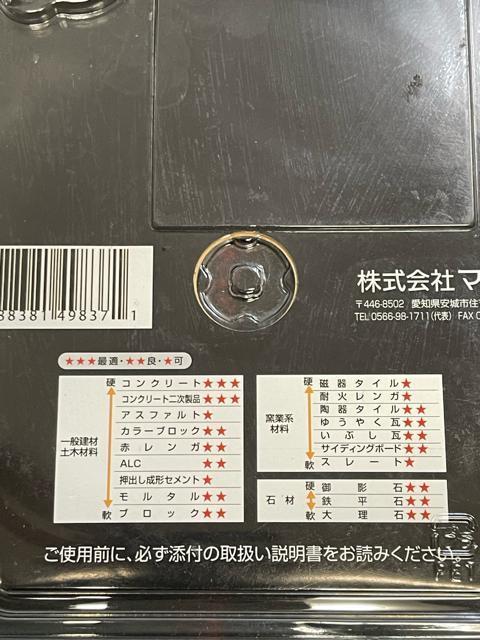 88381 49837 1
株式会社マ
〒446-8502 愛知県安城市住
TEL 0566-98-1711(代表) FAX 0
★★★最適・★★良・★可
一般建材
土木材料
硬
軟
コンクリート★★★
コンクリート二次製品★★★
アスファルト★
カラーブロック★★
赤レンガ★★
ALC ★★
押出し成形セメント★
モルタル★★
ブロック★★
窯業系
材料
硬
軟
磁器タイル★
耐火レンガ★
陶器タイル★★
ゆうやく瓦★★
いぶし瓦★★
サイディングボード★★
スレート★
石材
硬
軟
御影石★★
鉄平石★★
大理石★★
ご使用前に、必ず添付の取扱い説明書をお読みください